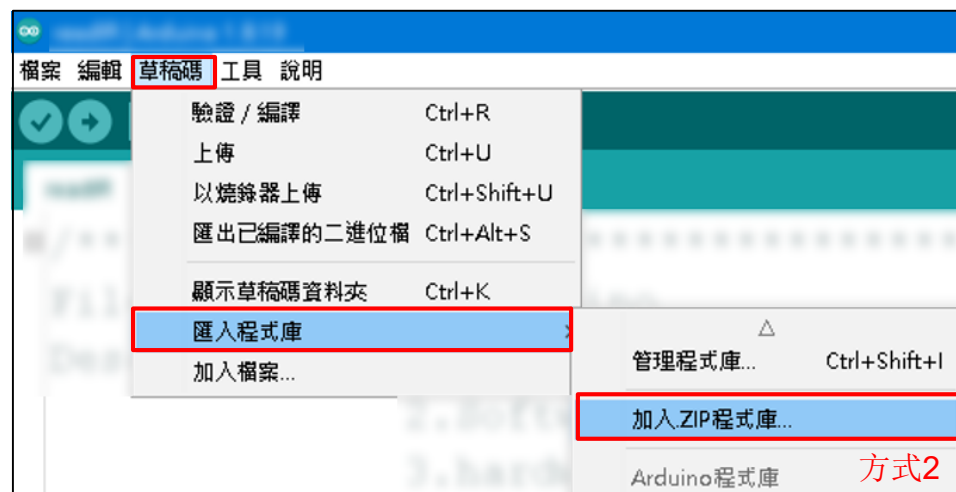 檔案 編輯 草稿碼 工具 說明
驗證 / 編譯 Ctrl+R
上傳 Ctrl+U
以燒錄器上傳 Ctrl+Shift+U
匯出已編譯的二進位檔 Ctrl+Alt+S
顯示草稿碼資料夾 Ctrl+K
匯入程式庫
加入檔案...
管理程式庫... Ctrl+Shift+I
加入.ZIP程式庫...
Arduino程式庫
方式2